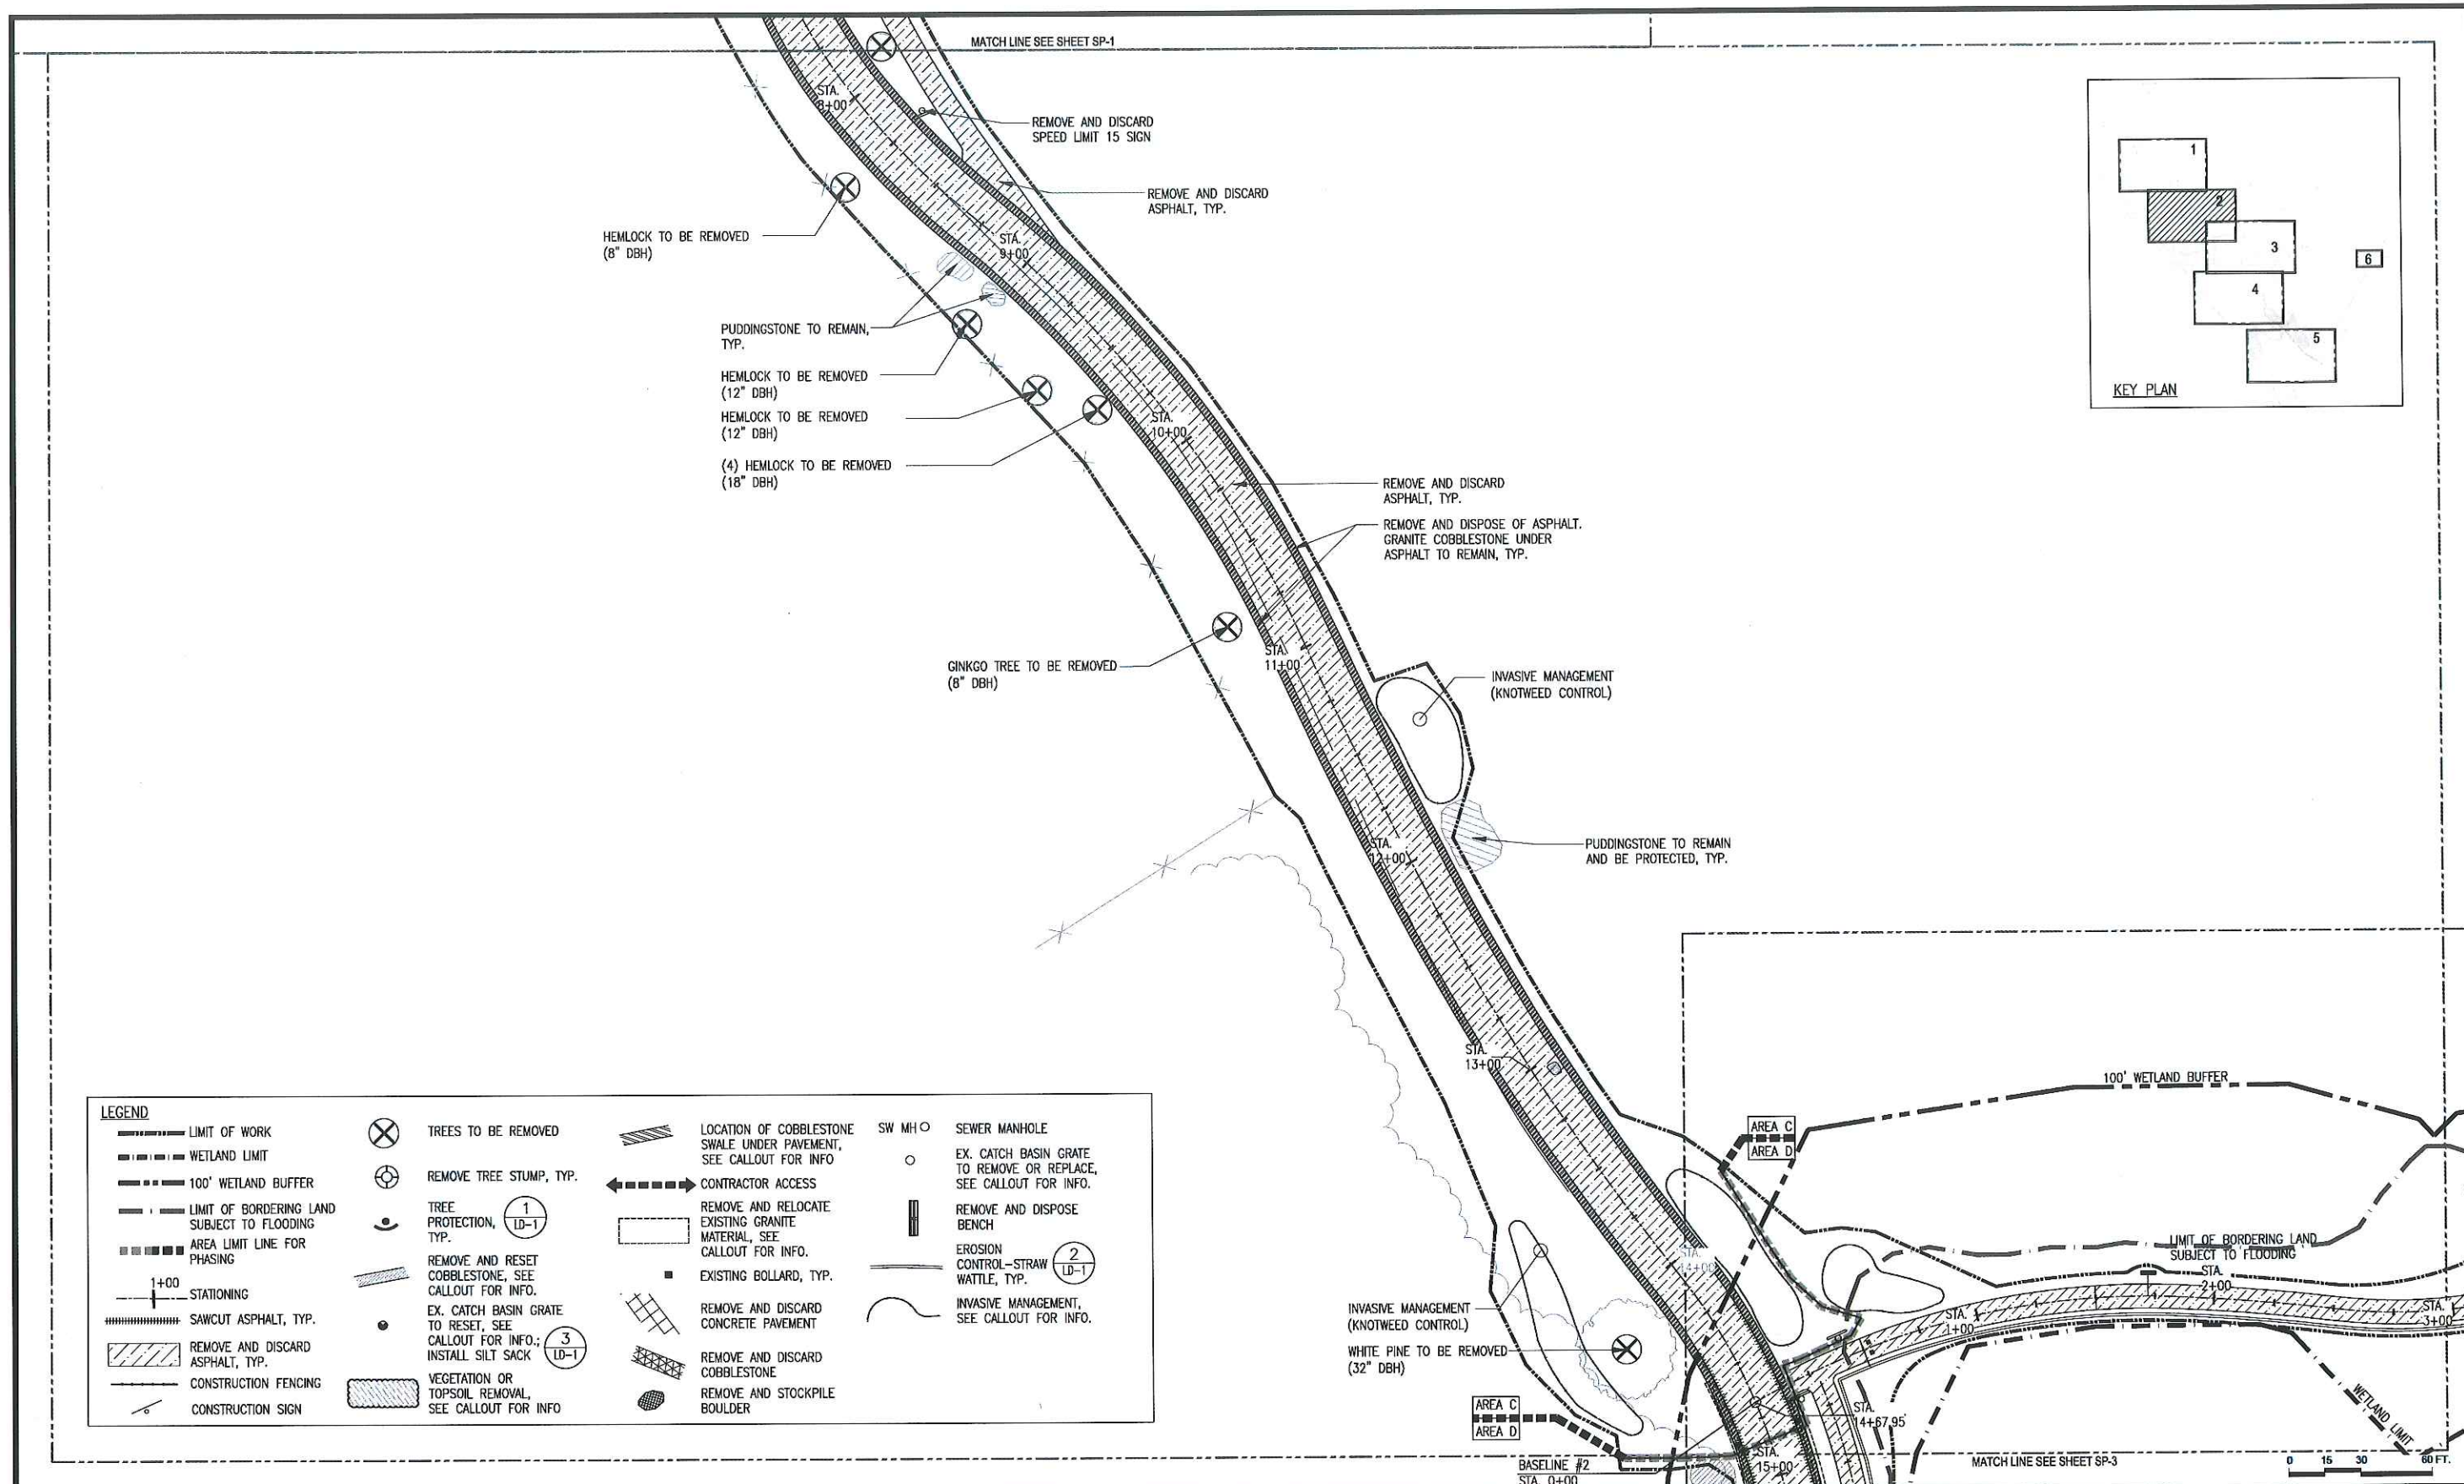 MATCH LINE SEE SHEET SP-1
STA.
8+00
REMOVE AND DISCARD
SPEED LIMIT 15 SIGN
REMOVE AND DISCARD
ASPHALT, TYP.
HEMLOCK TO BE REMOVED
(8" DBH)
STA.
9+00
PUDDINGSTONE TO REMAIN,
TYP.
HEMLOCK TO BE REMOVED
(12" DBH)
HEMLOCK TO BE REMOVED
(12" DBH)
(4) HEMLOCK TO BE REMOVED
(18" DBH)
STA.
10+00
REMOVE AND DISCARD
ASPHALT, TYP.
REMOVE AND DISPOSE OF ASPHALT.
GRANITE COBBLESTONE UNDER
ASPHALT TO REMAIN, TYP.
GINKGO TREE TO BE REMOVED
(8" DBH)
STA.
11+00
INVASIVE MANAGEMENT
(KNOTWEED CONTROL)
STA.
12+00
PUDDINGSTONE TO REMAIN
AND BE PROTECTED, TYP.
STA.
13+00
1
2
3
4
5
6
KEY PLAN
100' WETLAND BUFFER
AREA C
AREA D
LIMIT OF BORDERING LAND
SUBJECT TO FLOODING
STA.
14+00
STA.
1+00
STA.
2+00
STA.
3+00
INVASIVE MANAGEMENT
(KNOTWEED CONTROL)
WHITE PINE TO BE REMOVED
(32" DBH)
AREA C
AREA D
STA.
14+67.95
WETLAND LIMIT
STA.
15+00
BASELINE #2
STA. 0+00
MATCH LINE SEE SHEET SP-3
0 15 30 60 FT.
LEGEND
LIMIT OF WORK
WETLAND LIMIT
100' WETLAND BUFFER
LIMIT OF BORDERING LAND
SUBJECT TO FLOODING
AREA LIMIT LINE FOR
PHASING
1+00
STATIONING
SAWCUT ASPHALT, TYP.
REMOVE AND DISCARD
ASPHALT, TYP.
CONSTRUCTION FENCING
CONSTRUCTION SIGN
TREES TO BE REMOVED
REMOVE TREE STUMP, TYP.
TREE
PROTECTION,
TYP.
1
LD-1
REMOVE AND RESET
COBBLESTONE, SEE
CALLOUT FOR INFO.
EX. CATCH BASIN GRATE
TO RESET, SEE
CALLOUT FOR INFO.;
INSTALL SILT SACK
3
LD-1
VEGETATION OR
TOPSOIL REMOVAL,
SEE CALLOUT FOR INFO
LOCATION OF COBBLESTONE
SWALE UNDER PAVEMENT,
SEE CALLOUT FOR INFO
CONTRACTOR ACCESS
REMOVE AND RELOCATE
EXISTING GRANITE
MATERIAL, SEE
CALLOUT FOR INFO.
EXISTING BOLLARD, TYP.
REMOVE AND DISCARD
CONCRETE PAVEMENT
REMOVE AND DISCARD
COBBLESTONE
REMOVE AND STOCKPILE
BOULDER
SW MH
SEWER MANHOLE
EX. CATCH BASIN GRATE
TO REMOVE OR REPLACE,
SEE CALLOUT FOR INFO.
REMOVE AND DISPOSE
BENCH
EROSION
CONTROL-STRAW
WATTLE, TYP.
2
LD-1
INVASIVE MANAGEMENT,
SEE CALLOUT FOR INFO.